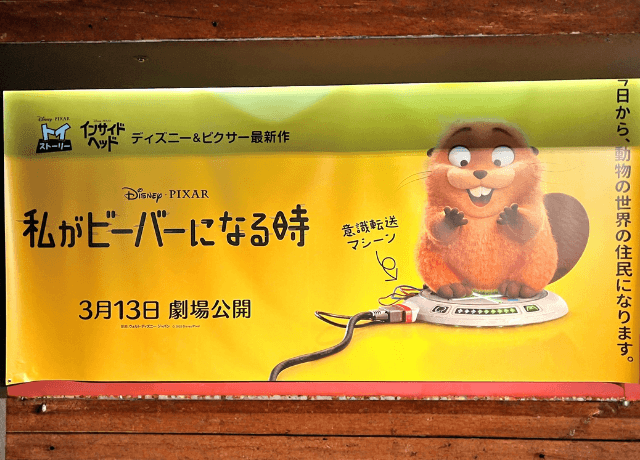 Disney・PIXAR
トイ
ストーリー
インサイド
ヘッド
ディズニー&ピクサー最新作
Disney・PIXAR
私がビーバーになる時
3月13日 劇場公開
意識転送
マシーン
今日から、動物の世界の住民になります。